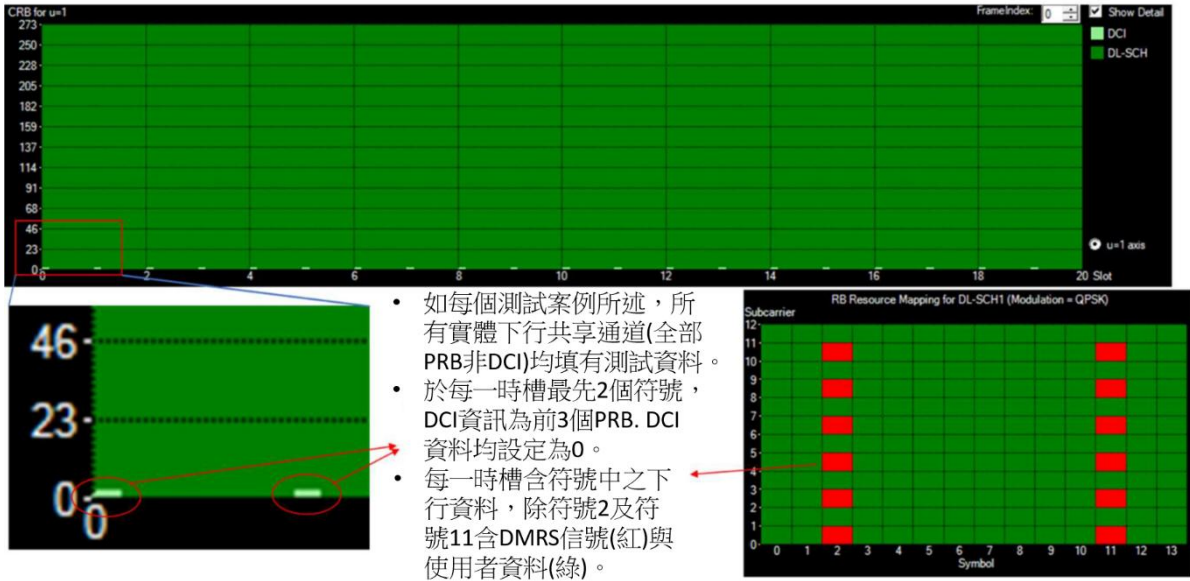 CRB for u=1
FrameIndex: 0
Show Detail
273
250
228
205
182
159
137
114
91
68
46
23
0
DCI
DL-SCH
u=1 axis
0 2 4 6 8 10 12 14 16 18 20 Slot
46
23
0
0
• 如每個測試案例所述，所
有實體下行共享通道(全部
PRB非DCI)均填有測試資料。
• 於每一時槽最先2個符號，
DCI資訊為前3個PRB. DCI
資料均設定為0。
• 每一時槽含符號中之下
行資料，除符號2及符
號11含DMRS信號(紅)與
使用者資料(綠)。
RB Resource Mapping for DL-SCH1 (Modulation = QPSK)
Subcarrier
12
11
10
9
8
7
6
5
4
3
2
1
0
0 1 2 3 4 5 6 7 8 9 10 11 12 13
Symbol